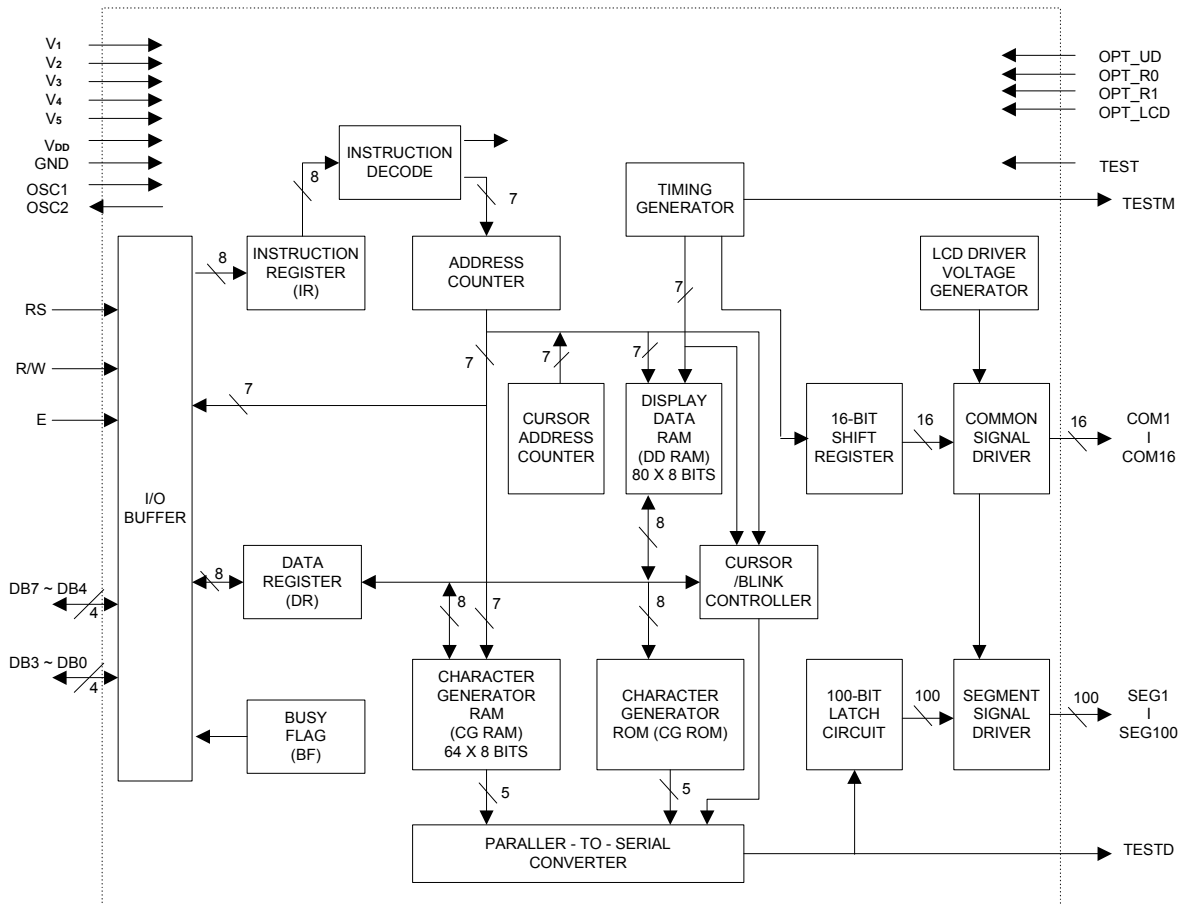 V1
V2
V3
V4
V5
VDD
GND
OSC1
OSC2
OPT_UD
OPT_R0
OPT_R1
OPT_LCD
TEST
TESTM
INSTRUCTION
DECODE
8
7
TIMING
GENERATOR
8
INSTRUCTION
REGISTER
(IR)
ADDRESS
COUNTER
7
LCD DRIVER
VOLTAGE
GENERATOR
RS
R/W
E
7
7
7
7
CURSOR
ADDRESS
COUNTER
DISPLAY
DATA
RAM
(DD RAM)
80 X 8 BITS
16-BIT
SHIFT
REGISTER
16
COMMON
SIGNAL
DRIVER
16
COM1
I
COM16
I/O
BUFFER
8
8
DATA
REGISTER
(DR)
CURSOR
/BLINK
CONTROLLER
DB7 ~ DB4
4
8
7
8
DB3 ~ DB0
4
CHARACTER
GENERATOR
RAM
(CG RAM)
64 X 8 BITS
CHARACTER
GENERATOR
ROM (CG ROM)
100-BIT
LATCH
CIRCUIT
100
SEGMENT
SIGNAL
DRIVER
100
SEG1
I
SEG100
BUSY
FLAG
(BF)
5
5
PARALLER - TO - SERIAL
CONVERTER
TESTD